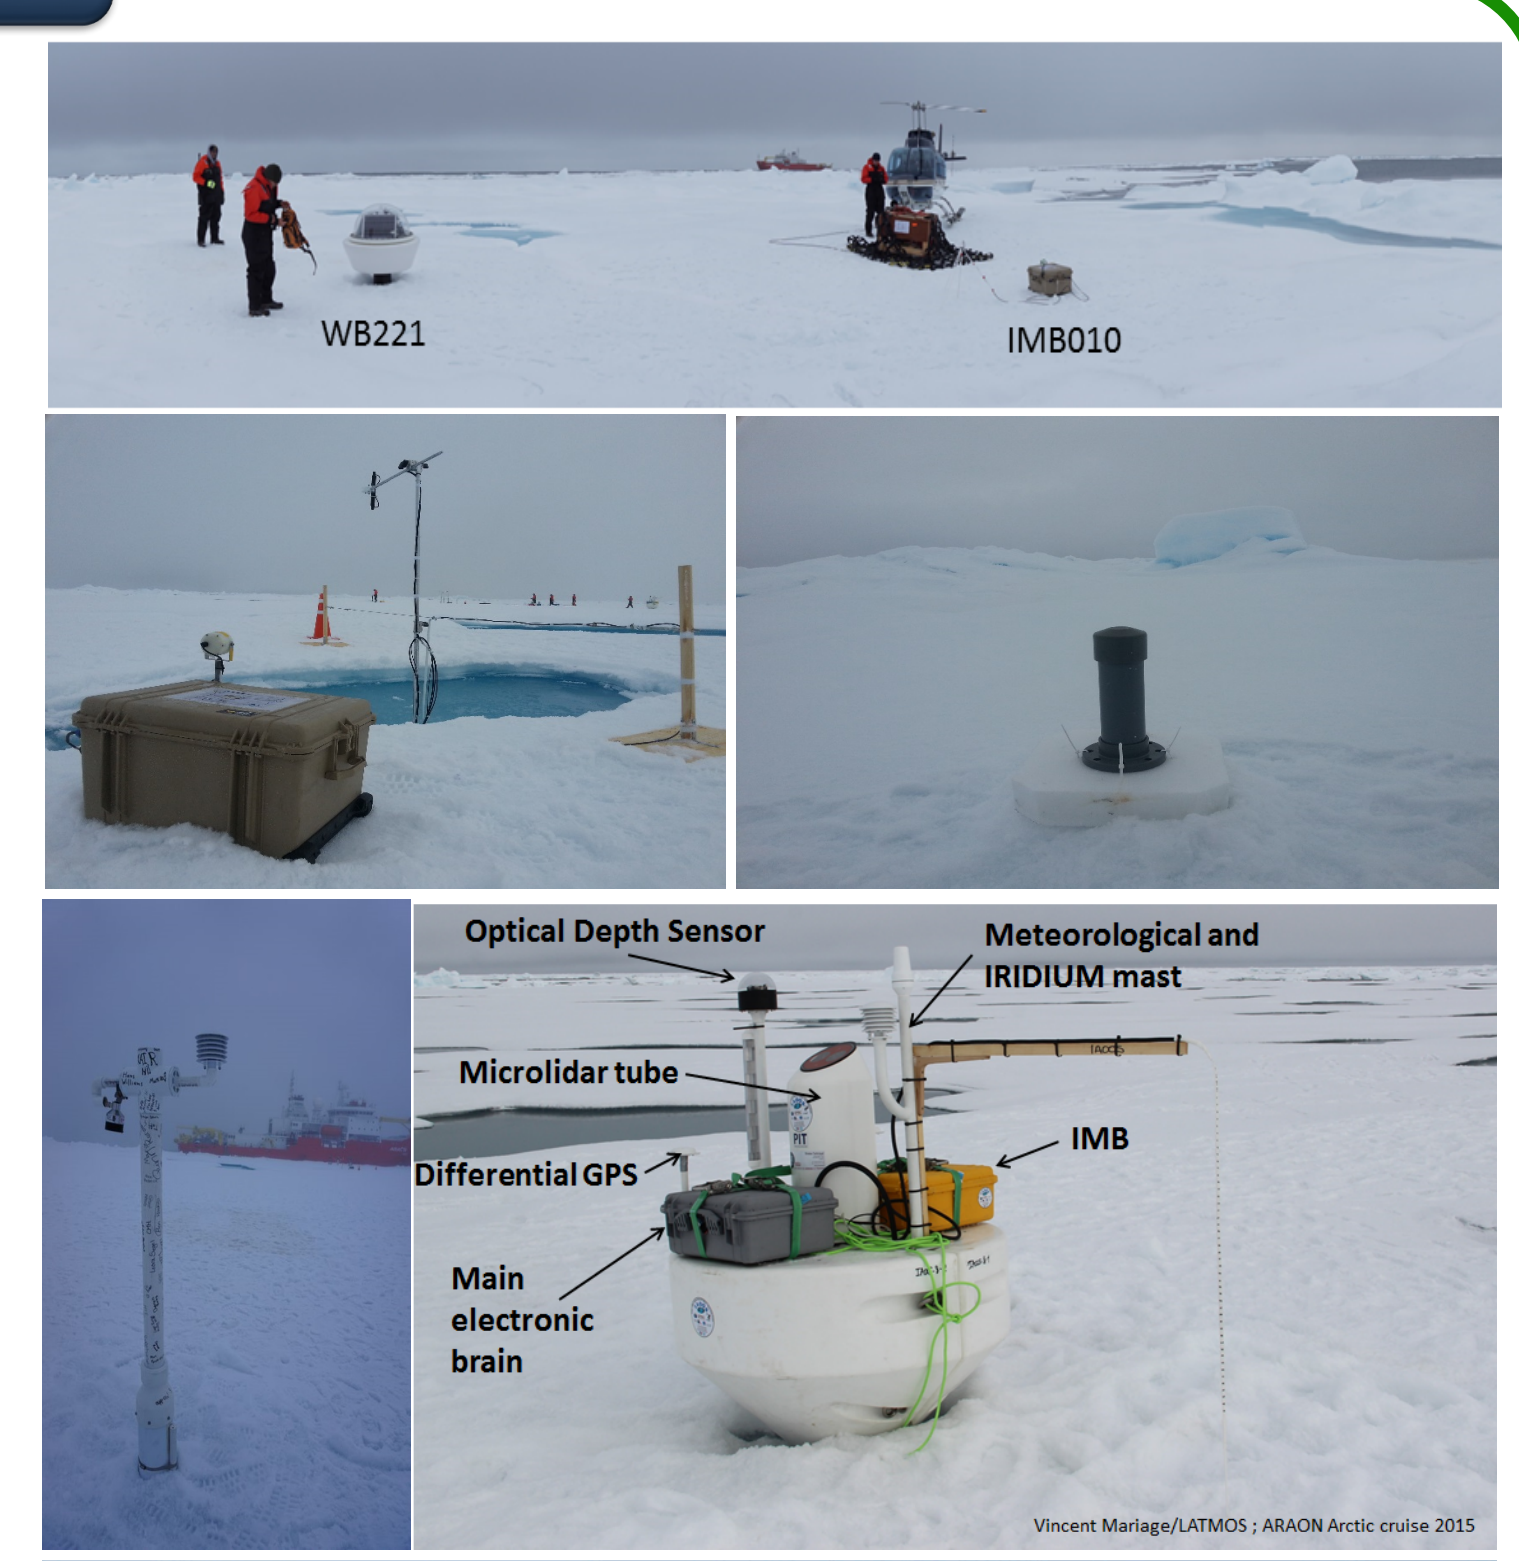 WB221
IMB010
Optical Depth Sensor
Meteorological and
IRIDIUM mast
Microlidar tube
IAOOS
PIT
IMB
Differential GPS
Main
electronic
brain
Vincent Mariage/LATMOS ; ARAON Arctic cruise 2015